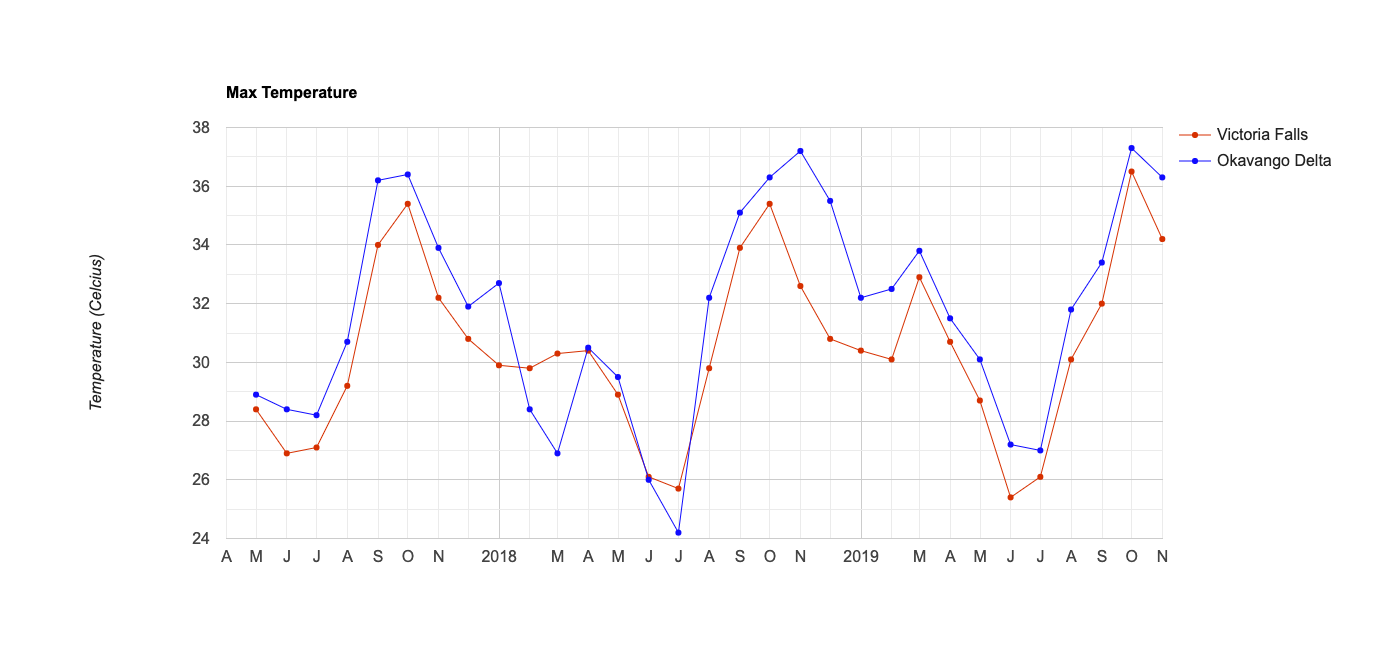 Max Temperature
38
36
34
32
30
28
26
24
Temperature (Celcius)
A M J J A S O N 2018 M A M J J A S O N 2019 M A M J J A S O N
Victoria Falls
Okavango Delta